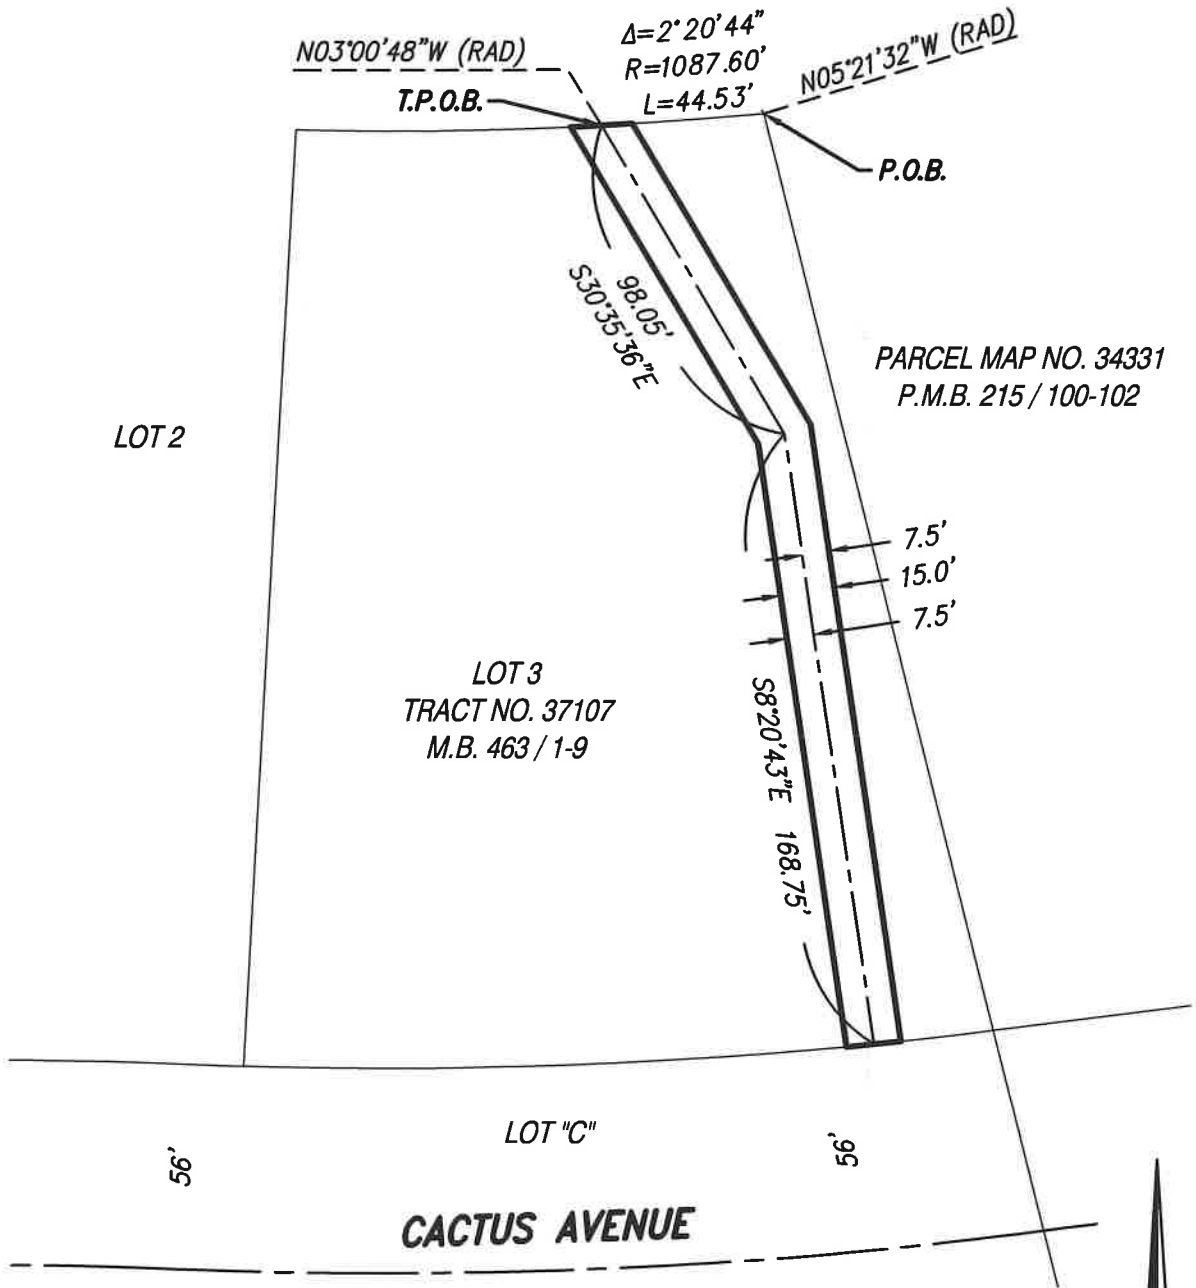 N03°00'48"W (RAD)
Δ=2°20'44"
R=1087.60'
L=44.53'
N05°21'32"W (RAD)
T.P.O.B.
P.O.B.
98.05'
S30°35'36"E
PARCEL MAP NO. 34331
P.M.B. 215 / 100-102
LOT 2
7.5'
15.0'
7.5'
LOT 3
TRACT NO. 37107
M.B. 463 / 1-9
S8°20'43"E 168.75'
LOT "C"
56'
56'
CACTUS AVENUE